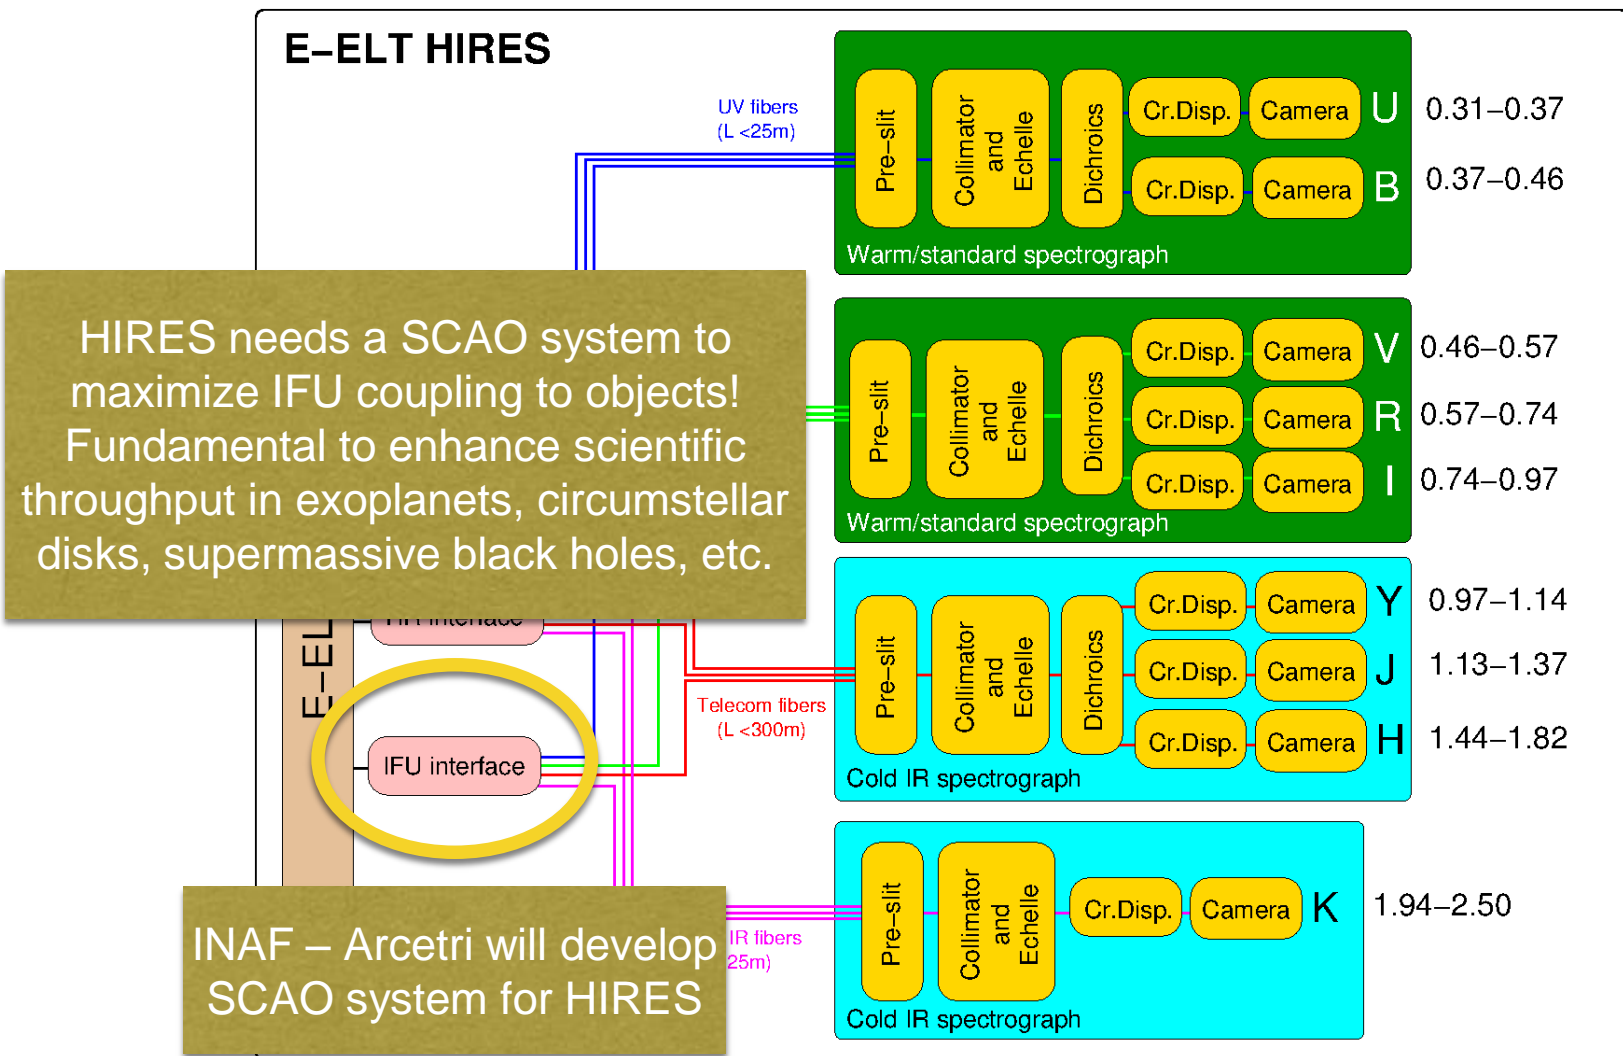 E–ELT HIRES
UV fibers
(L <25m)
Pre–slit
Collimator
and
Echelle
Dichroics
Cr.Disp.
Camera
U
0.31–0.37
Cr.Disp.
Camera
B
0.37–0.46
Warm/standard spectrograph
HIRES needs a SCAO system to
maximize IFU coupling to objects!
Fundamental to enhance scientific
throughput in exoplanets, circumstellar
disks, supermassive black holes, etc.
Pre–slit
Collimator
and
Echelle
Dichroics
Cr.Disp.
Camera
V
0.46–0.57
Cr.Disp.
Camera
R
0.57–0.74
Cr.Disp.
Camera
I
0.74–0.97
Warm/standard spectrograph
interface
E–EL
IFU interface
Telecom fibers
(L <300m)
Pre–slit
Collimator
and
Echelle
Dichroics
Cr.Disp.
Camera
Y
0.97–1.14
Cr.Disp.
Camera
J
1.13–1.37
Cr.Disp.
Camera
H
1.44–1.82
Cold IR spectrograph
INAF – Arcetri will develop
SCAO system for HIRES
IR fibers
25m)
Pre–slit
Collimator
and
Echelle
Cr.Disp.
Camera
K
1.94–2.50
Cold IR spectrograph